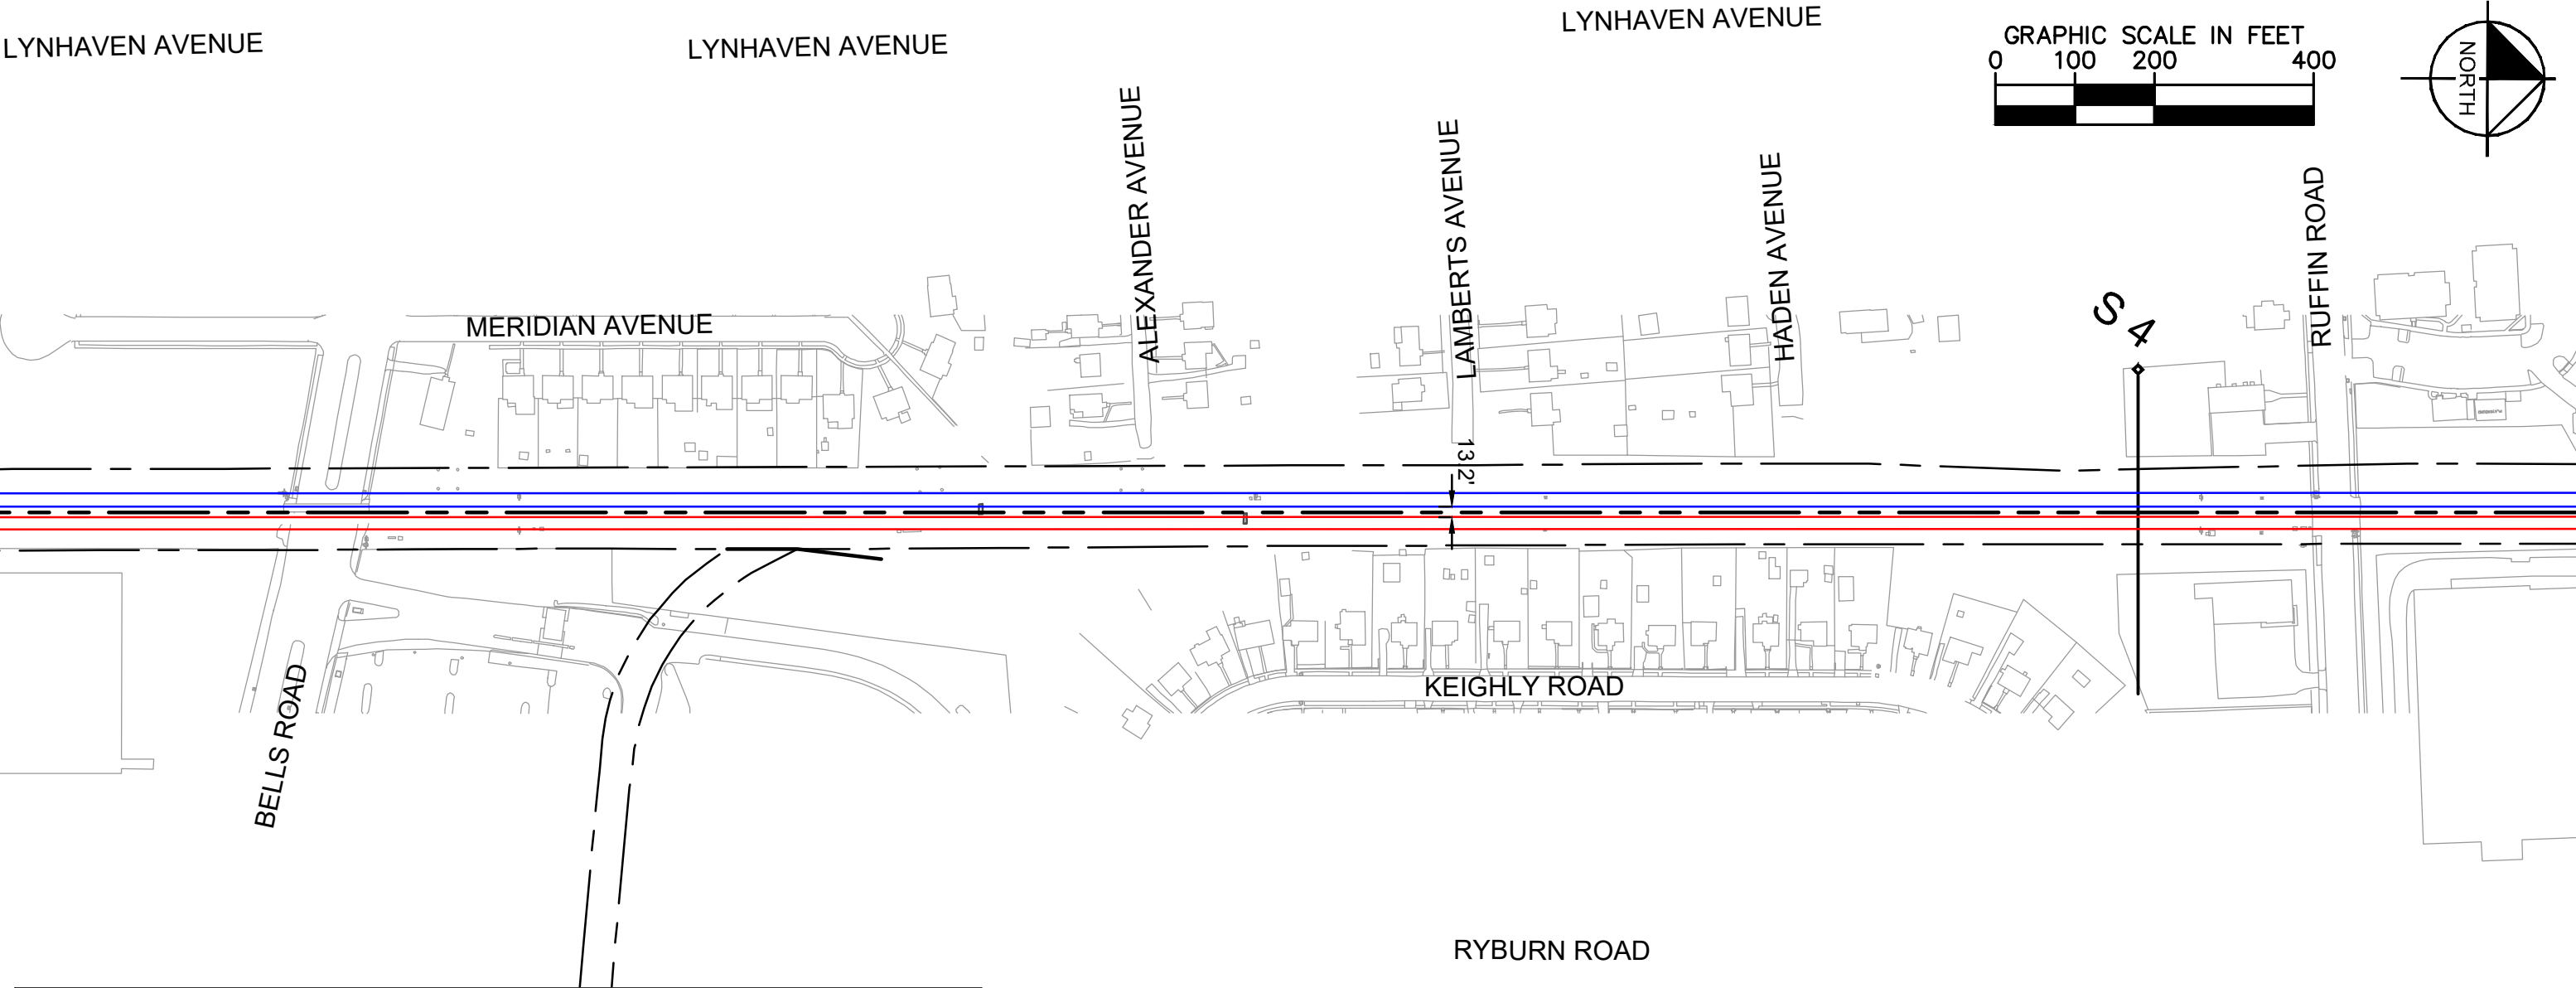 LYNHAVEN AVENUE
LYNHAVEN AVENUE
LYNHAVEN AVENUE
GRAPHIC SCALE IN FEET
0 100 200 400
NORTH
ALEXANDER AVENUE
LAMBERTS AVENUE
HADEN AVENUE
RUFFIN ROAD
S 4
MERIDIAN AVENUE
13.2'
BELLS ROAD
KEIGHLY ROAD
RYBURN ROAD